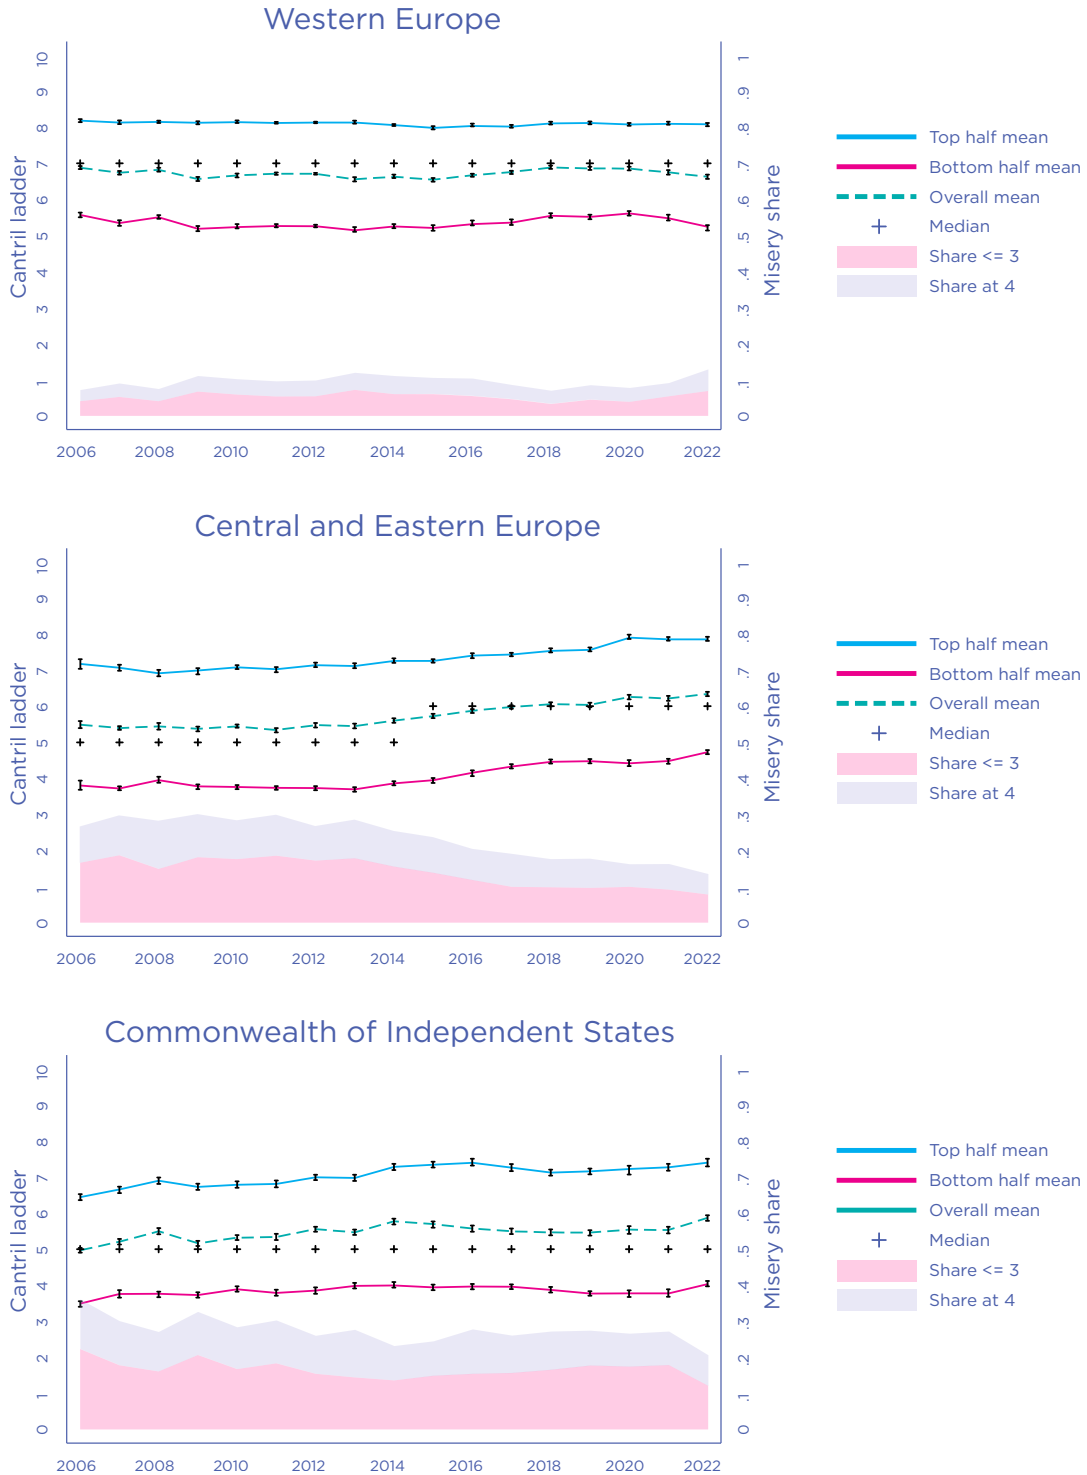 Western Europe
Cantril ladder
10
9
8
7
6
5
4
3
2
1
0
Misery share
1
.9
.8
.7
.6
.5
.4
.3
.2
.1
0
2006 2008 2010 2012 2014 2016 2018 2020 2022
Top half mean
Bottom half mean
Overall mean
Median
Share <= 3
Share at 4
Central and Eastern Europe
Cantril ladder
10
9
8
7
6
5
4
3
2
1
0
Misery share
1
.9
.8
.7
.6
.5
.4
.3
.2
.1
0
2006 2008 2010 2012 2014 2016 2018 2020 2022
Top half mean
Bottom half mean
Overall mean
Median
Share <= 3
Share at 4
Commonwealth of Independent States
Cantril ladder
10
9
8
7
6
5
4
3
2
1
0
Misery share
1
.9
.8
.7
.6
.5
.4
.3
.2
.1
0
2006 2008 2010 2012 2014 2016 2018 2020 2022
Top half mean
Bottom half mean
Overall mean
Median
Share <= 3
Share at 4